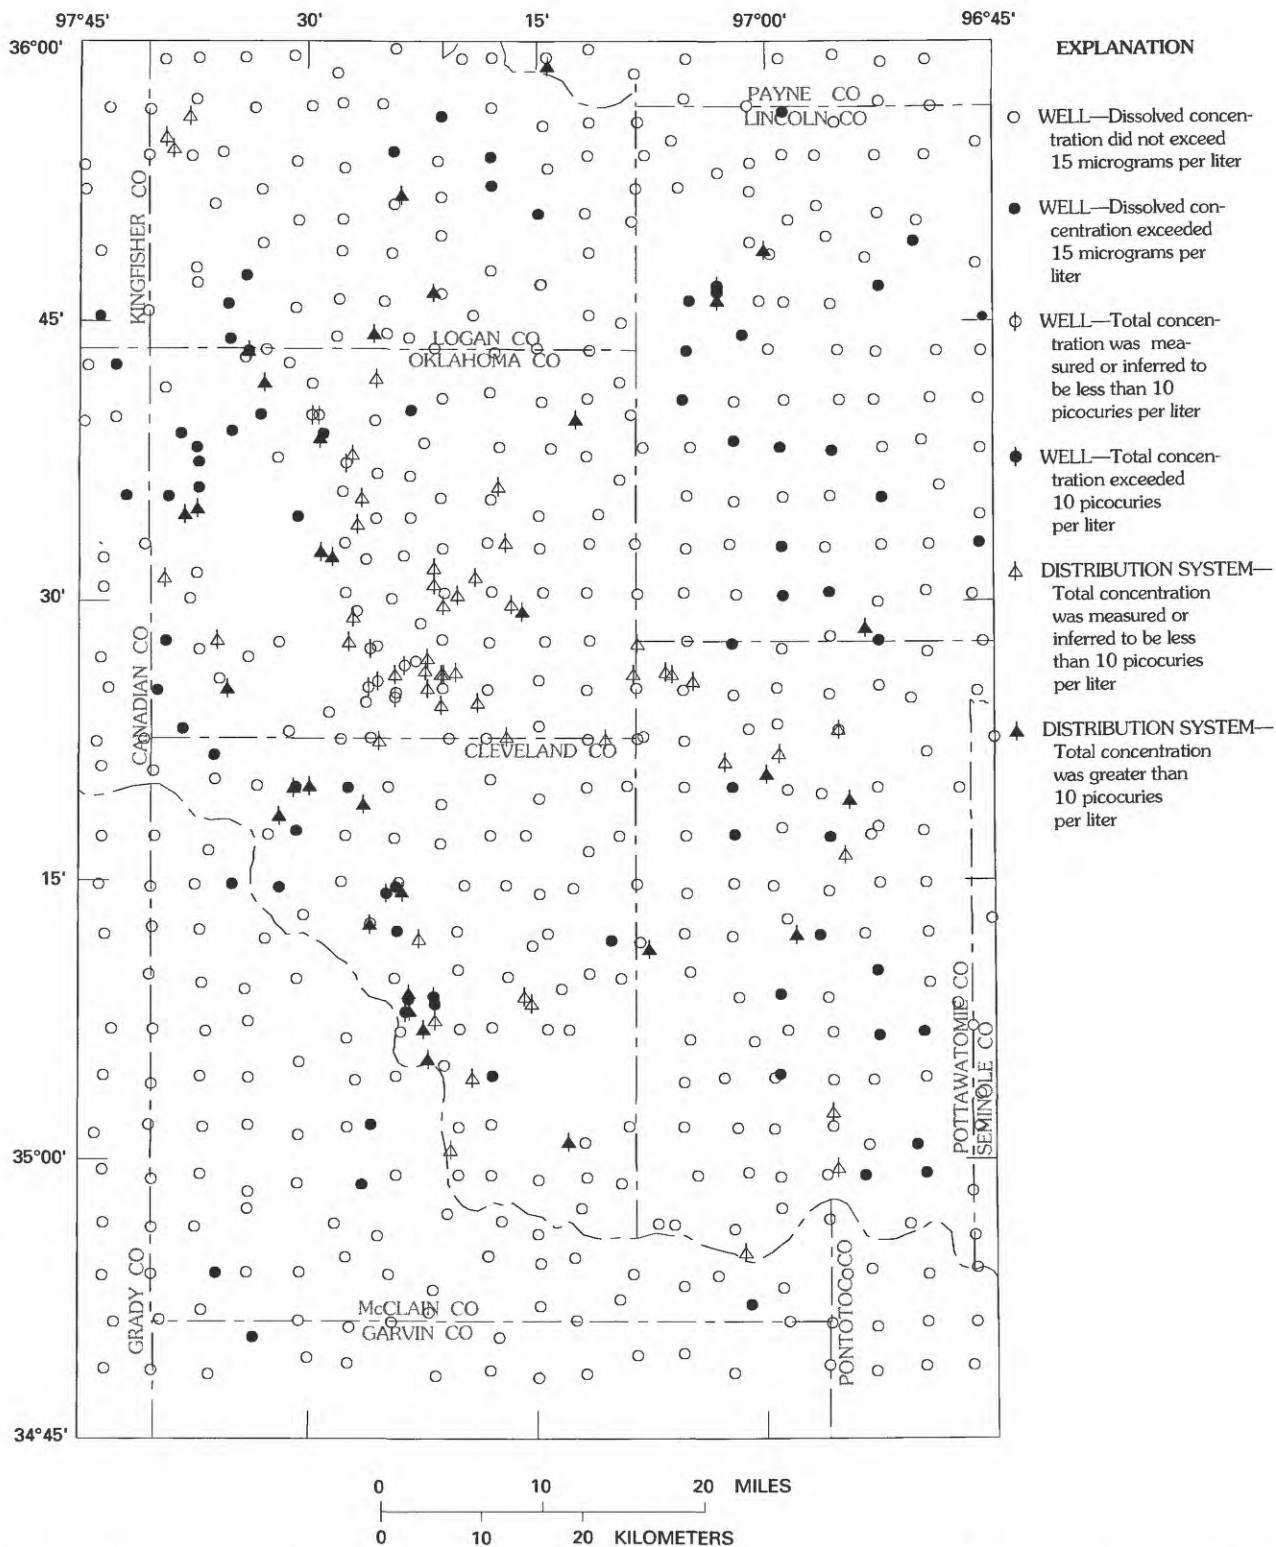 97°45'
30'
15'
97°00'
96°45'
36°00'
EXPLANATION
PAYNE CO
LINCOLN CO
WELL—Dissolved concen-
tration did not exceed
15 micrograms per liter
KINGFISHER CO
WELL—Dissolved con-
centration exceeded
15 micrograms per
liter
45'
LOGAN CO
OKLAHOMA CO
WELL—Total concen-
tration was mea-
sured or inferred to
be less than 10
picocuries per liter
WELL—Total concen-
tration exceeded
10 picocuries
per liter
30'
DISTRIBUTION SYSTEM—
Total concentration
was measured or
inferred to be less
than 10 picocuries
per liter
CANADIAN CO
CLEVELAND CO
DISTRIBUTION SYSTEM—
Total concentration
was greater than
10 picocuries
per liter
15'
POTTAWATOMIE CO
SEMINOLE CO
35°00'
GRADY CO
McCLAIN CO
GARVIN CO
PONTOTOC CO
34°45'
0 10 20 MILES
0 10 20 KILOMETERS